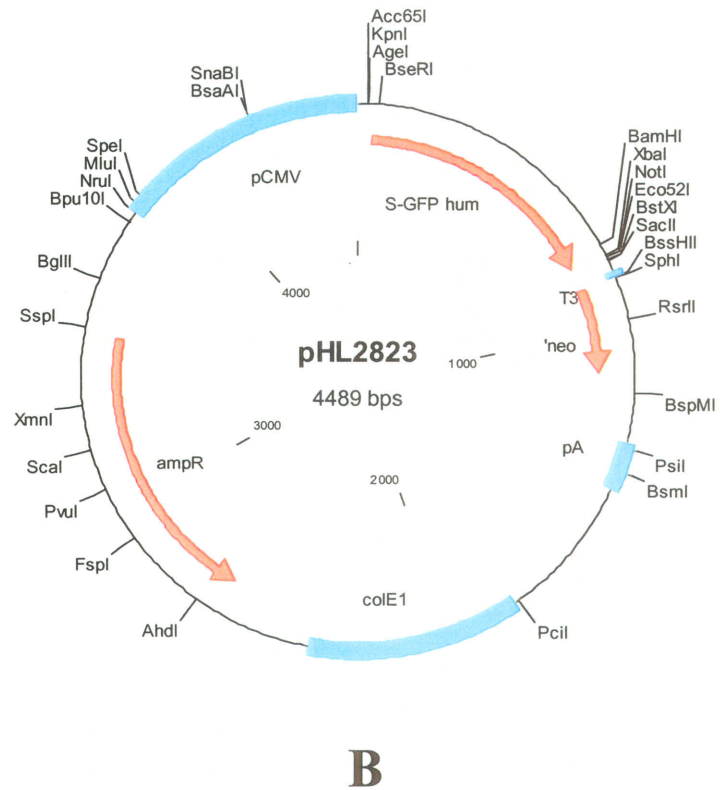 Acc65I
KpnI
AgeI
BseRI
SnaBI
BsaAI
SpeI
MluI
NruI
Bpu10I
BglII
SspI
XmnI
ScaI
PvuI
FspI
AhdI
BamHI
XbaI
NotI
Eco52I
BstXI
SacII
BssHII
SphI
RsrII
BspMI
PsiI
BsmI
PciI
pCMV
S-GFP hum
T3
'neo
pA
colE1
ampR
4000
1000
2000
3000
pHL2823
4489 bps
B